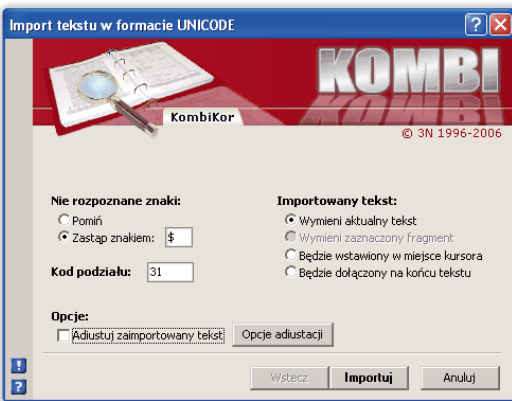 Import tekstu w formacie UNICODE
KOMBI
KombiKor
© 3N 1996-2006
Nie rozpoznane znaki:
Pomiń
Zastąp znakiem: $
Kod podziału: 31
Importowany tekst:
Wymieni aktualny tekst
Wymieni zaznaczony fragment
Będzie wstawiony w miejsce kursora
Będzie dołączony na końcu tekstu
Opcje:
Adiustuj zaimportowany tekst
Opcje adiustacji
Wstecz
Importuj
Anuluj